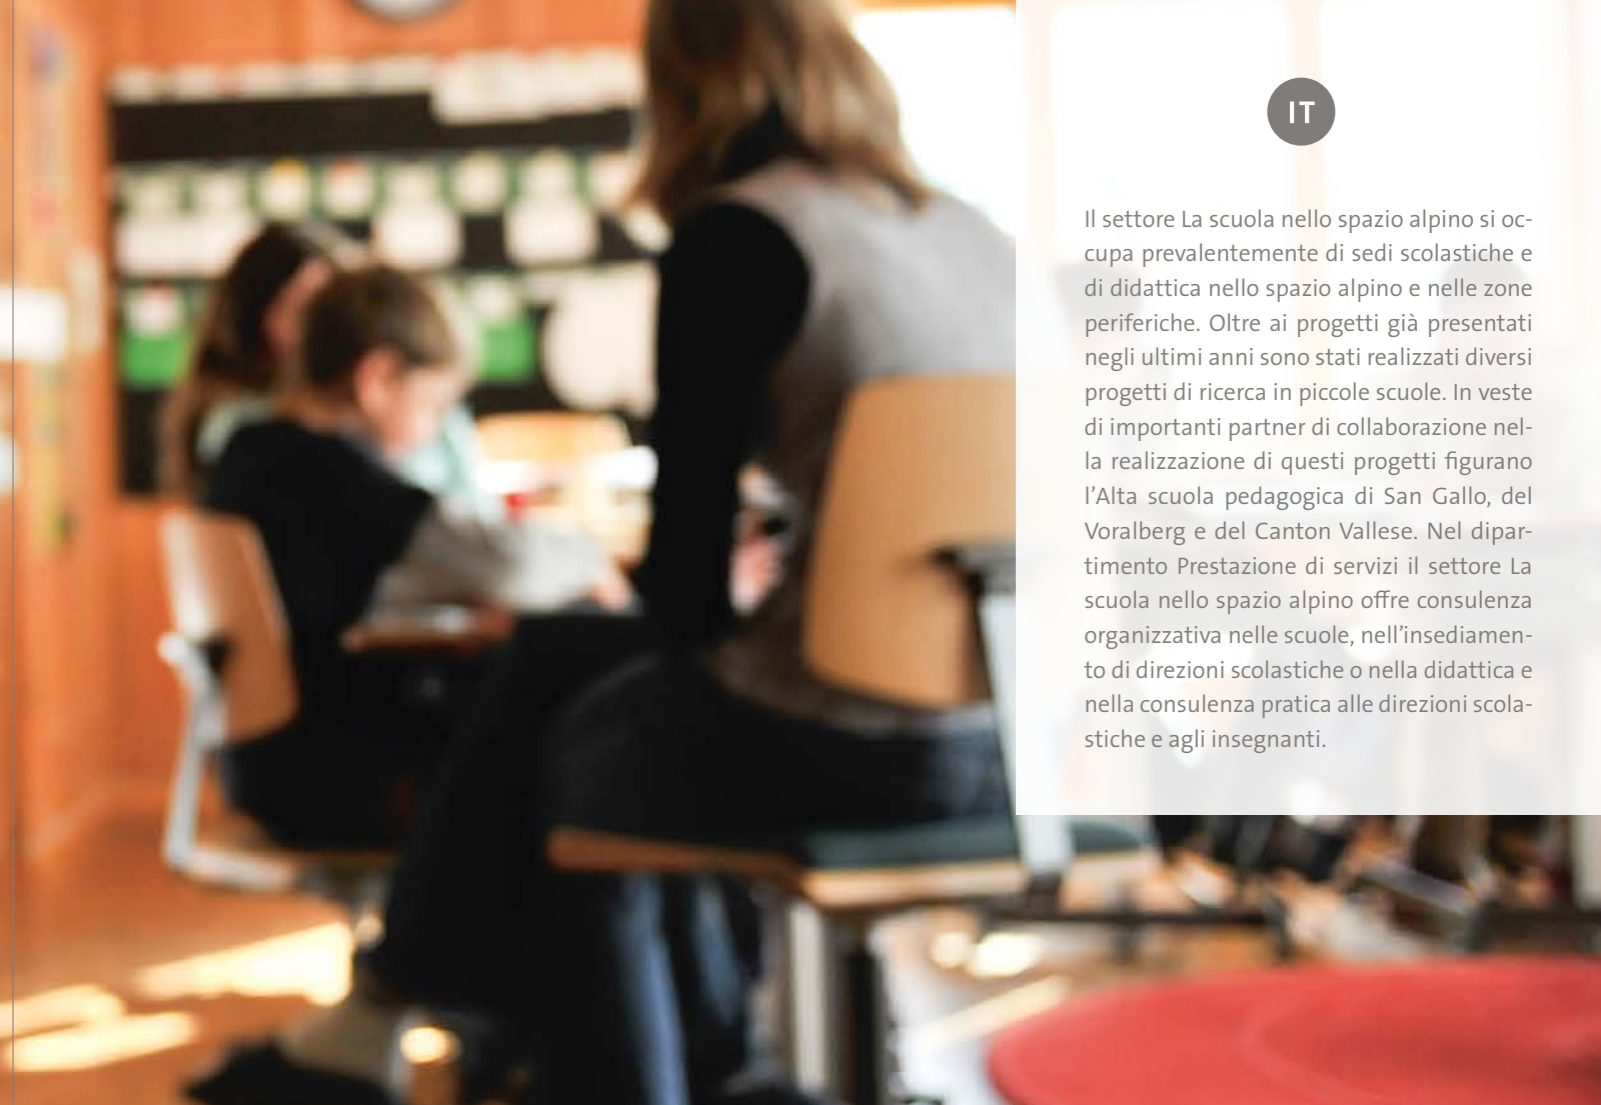 IT
Il settore La scuola nello spazio alpino si oc-
cupa prevalentemente di sedi scolastiche e
di didattica nello spazio alpino e nelle zone
periferiche. Oltre ai progetti già presentati
negli ultimi anni sono stati realizzati diversi
progetti di ricerca in piccole scuole. In veste
di importanti partner di collaborazione nel-
la realizzazione di questi progetti figurano
l’Alta scuola pedagogica di San Gallo, del
Voralberg e del Canton Vallese. Nel dipar-
timento Prestazione di servizi il settore La
scuola nello spazio alpino offre consulenza
organizzativa nelle scuole, nell’insediamen-
to di direzioni scolastiche o nella didattica e
nella consulenza pratica alle direzioni scola-
stiche e agli insegnanti.